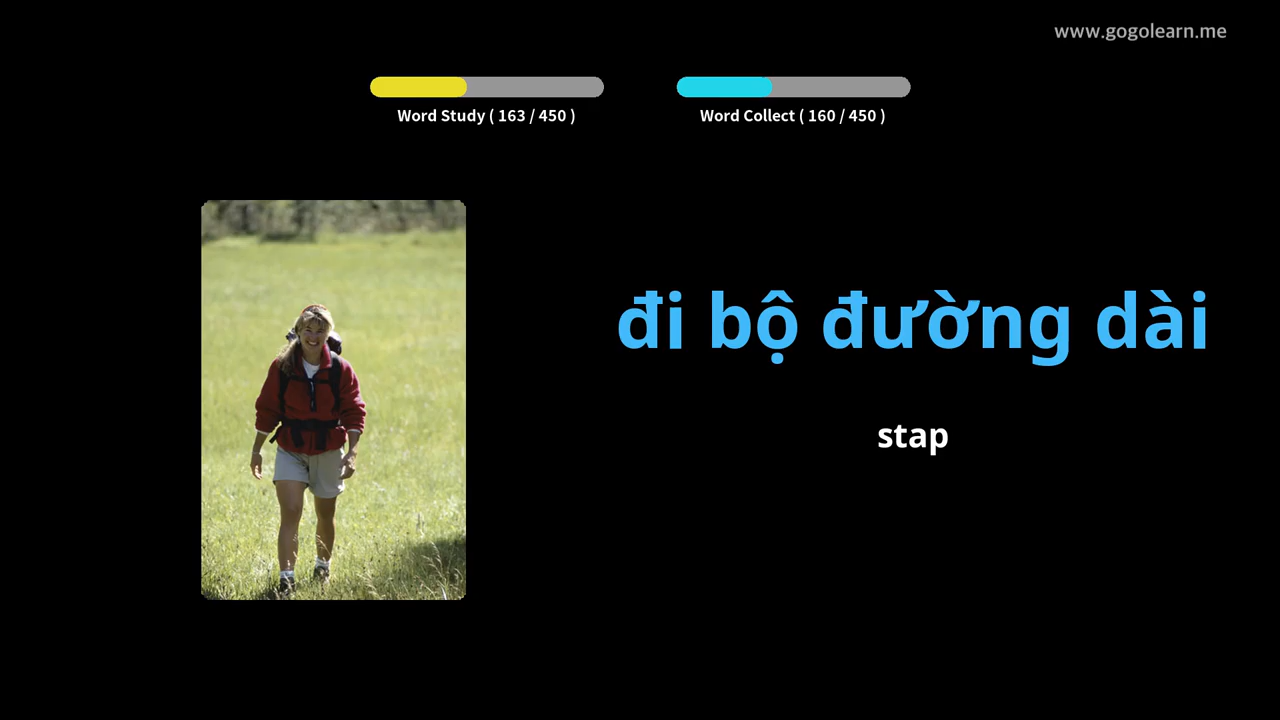 www.gogolearn.me
Word Study ( 163 / 450 )
Word Collect ( 160 / 450 )
đi bộ đường dài
stap